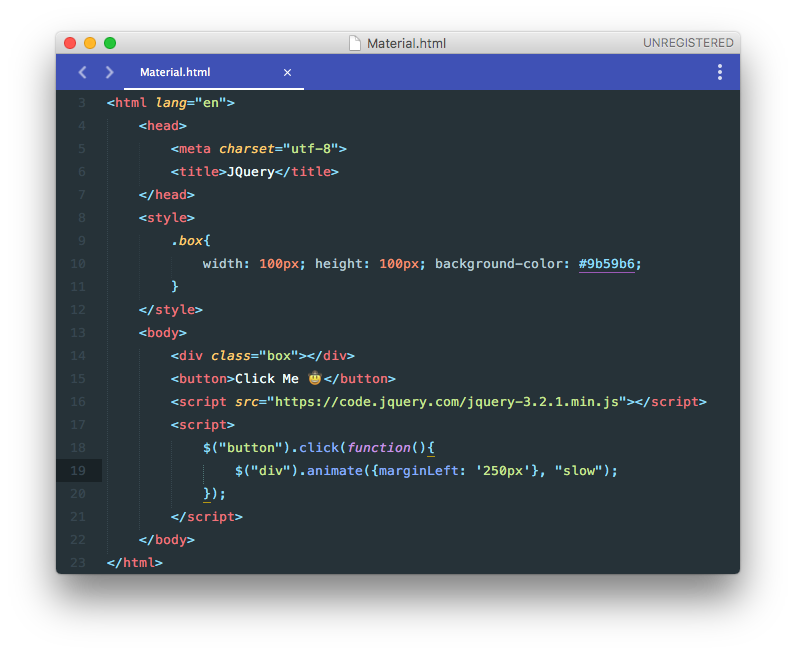 Material.html
UNREGISTERED
Material.html
3 <html lang="en">
4 <head>
5 <meta charset="utf-8">
6 <title>JQuery</title>
7 </head>
8 <style>
9 .box{
10 width: 100px; height: 100px; background-color: #9b59b6;
11 }
12 </style>
13 <body>
14 <div class="box"></div>
15 <button>Click Me 🤠</button>
16 <script src="https://code.jquery.com/jquery-3.2.1.min.js"></script>
17 <script>
18 $("button").click(function(){
19 $("div").animate({marginLeft: '250px'}, "slow");
20 });
21 </script>
22 </body>
23 </html>